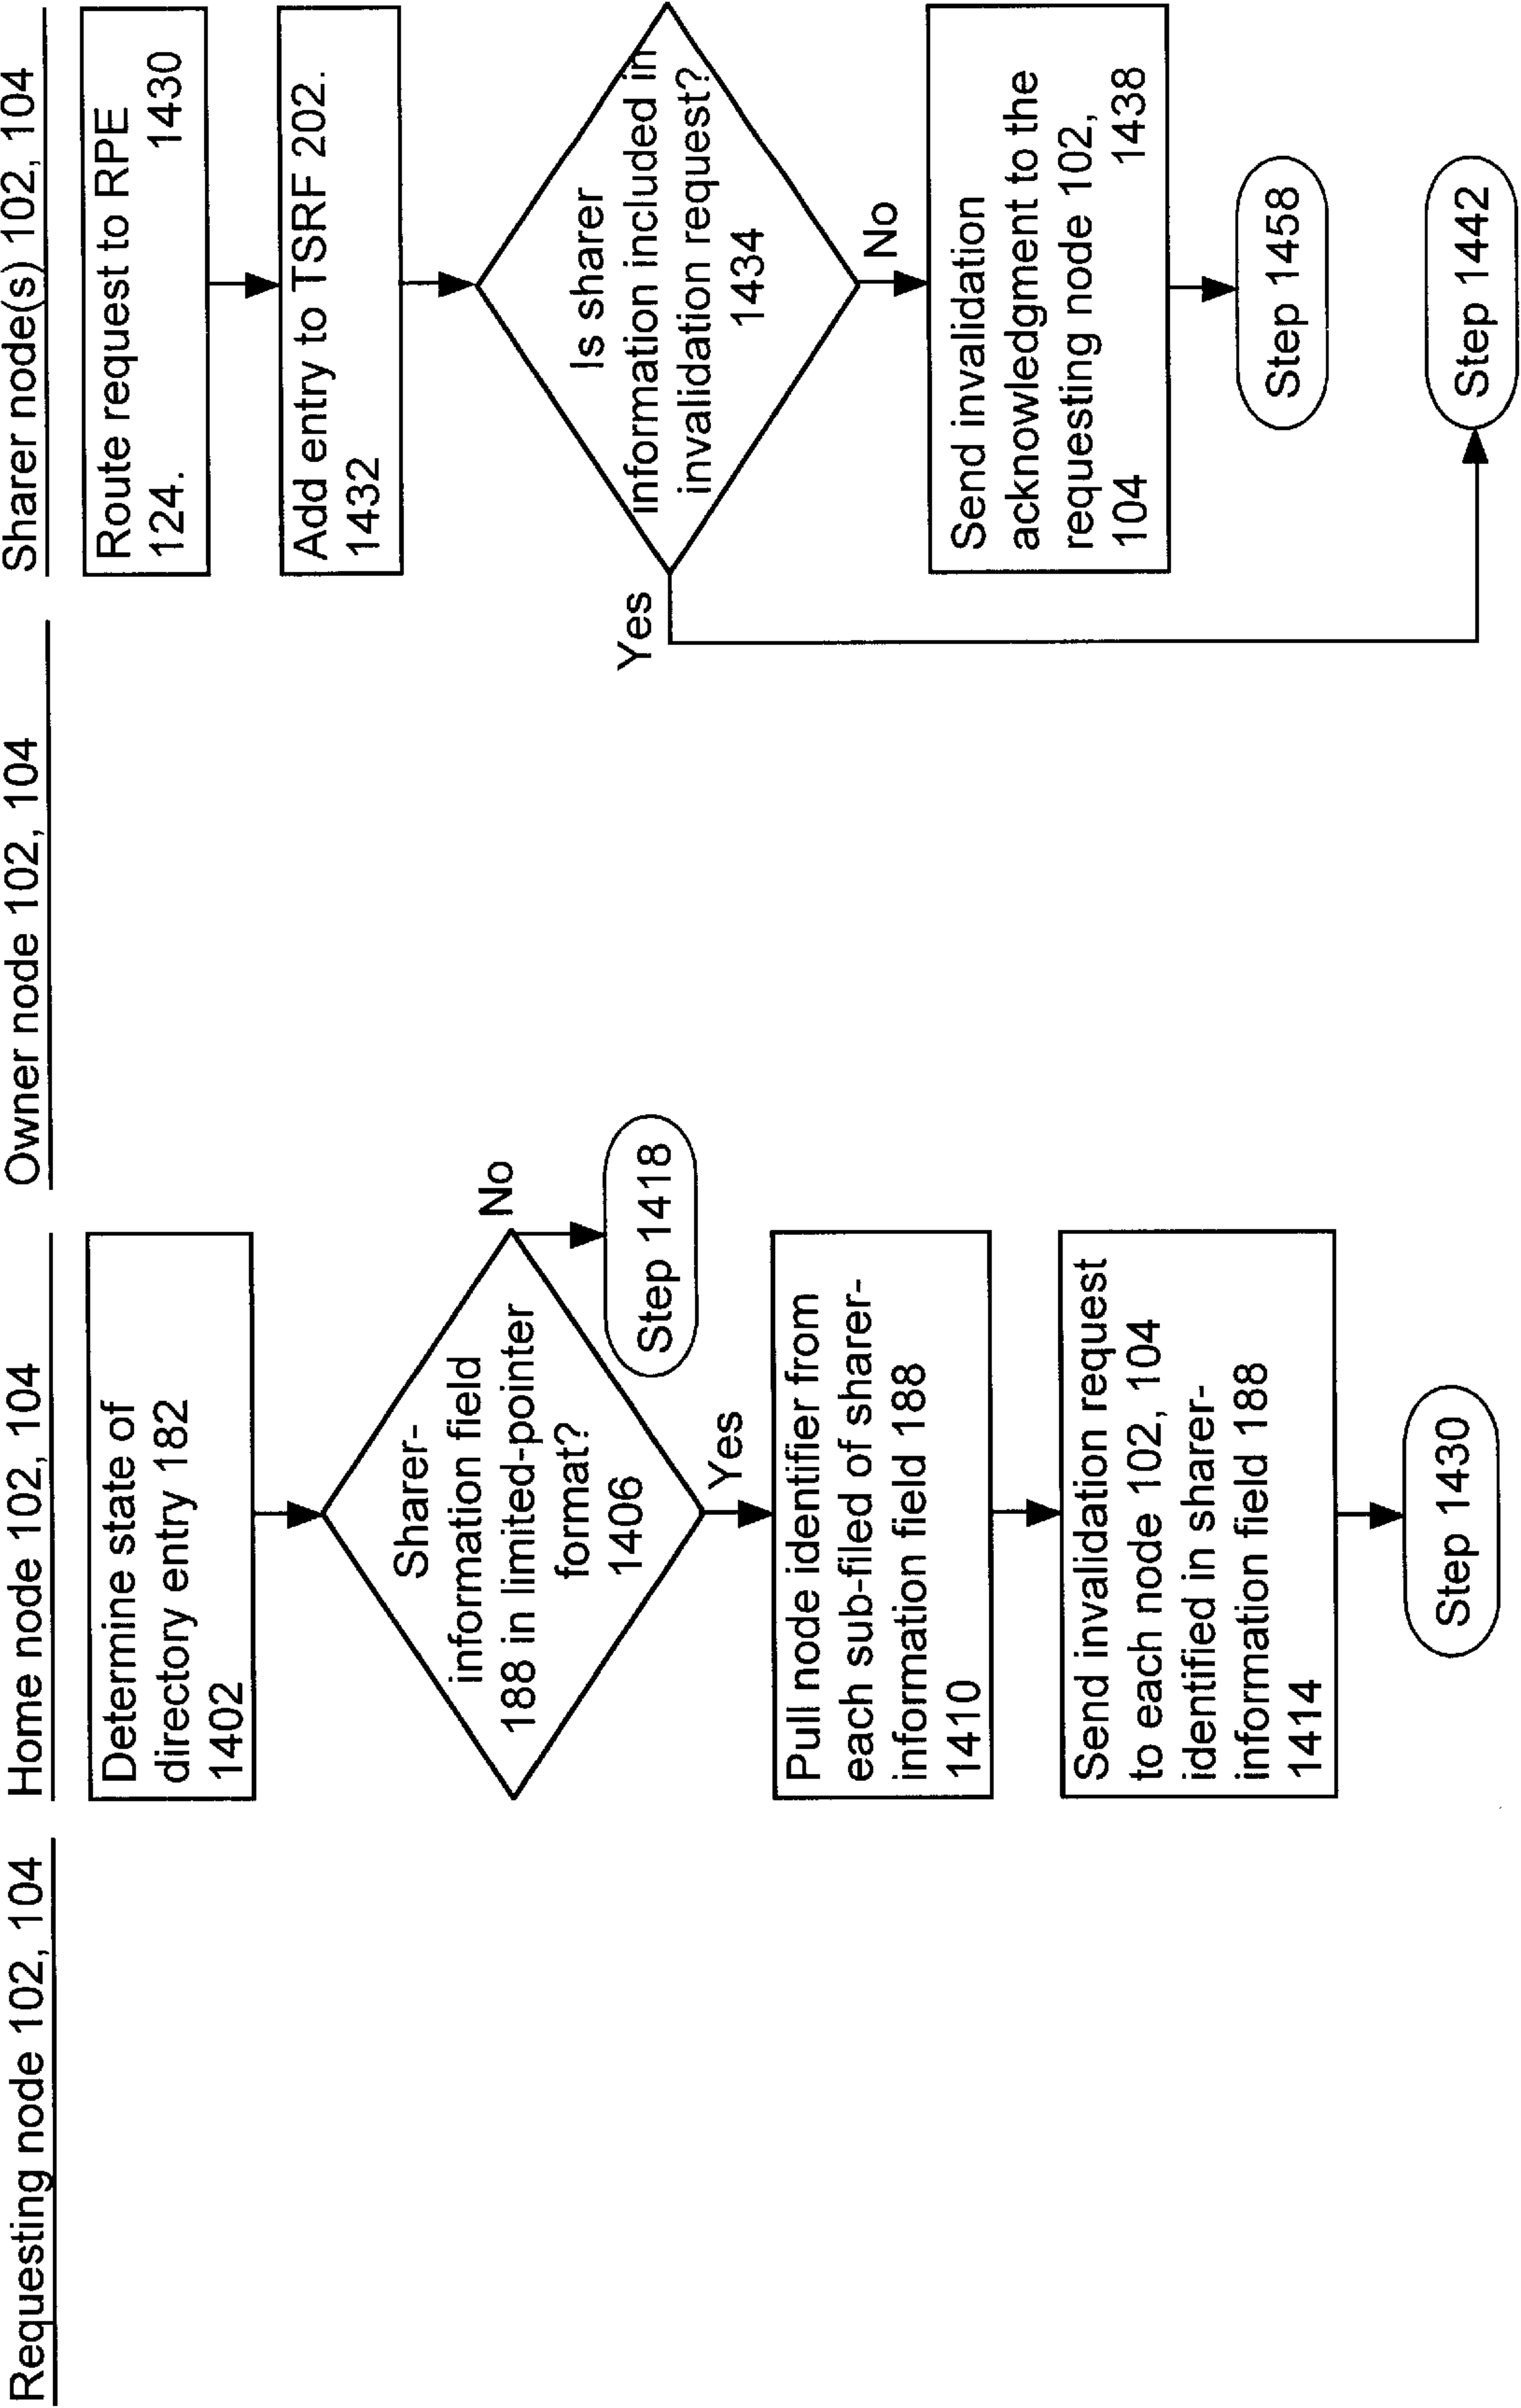 Requesting node 102, 104
Home node 102, 104
Owner node 102, 104
Sharer node(s) 102, 104
Determine state of
directory entry 182
1402
Sharer-
information field
188 in limited-pointer
format?
1406
No
Step 1418
Yes
Pull node identifier from
each sub-filed of sharer-
information field 188
1410
Send invalidation request
to each node 102, 104
identified in sharer-
information field 188
1414
Step 1430
Route request to RPE
124. 1430
Add entry to TSRF 202.
1432
Is sharer
information included in
invalidation request?
1434
Yes
No
Send invalidation
acknowledgment to the
requesting node 102,
104 1438
Step 1458
Step 1442